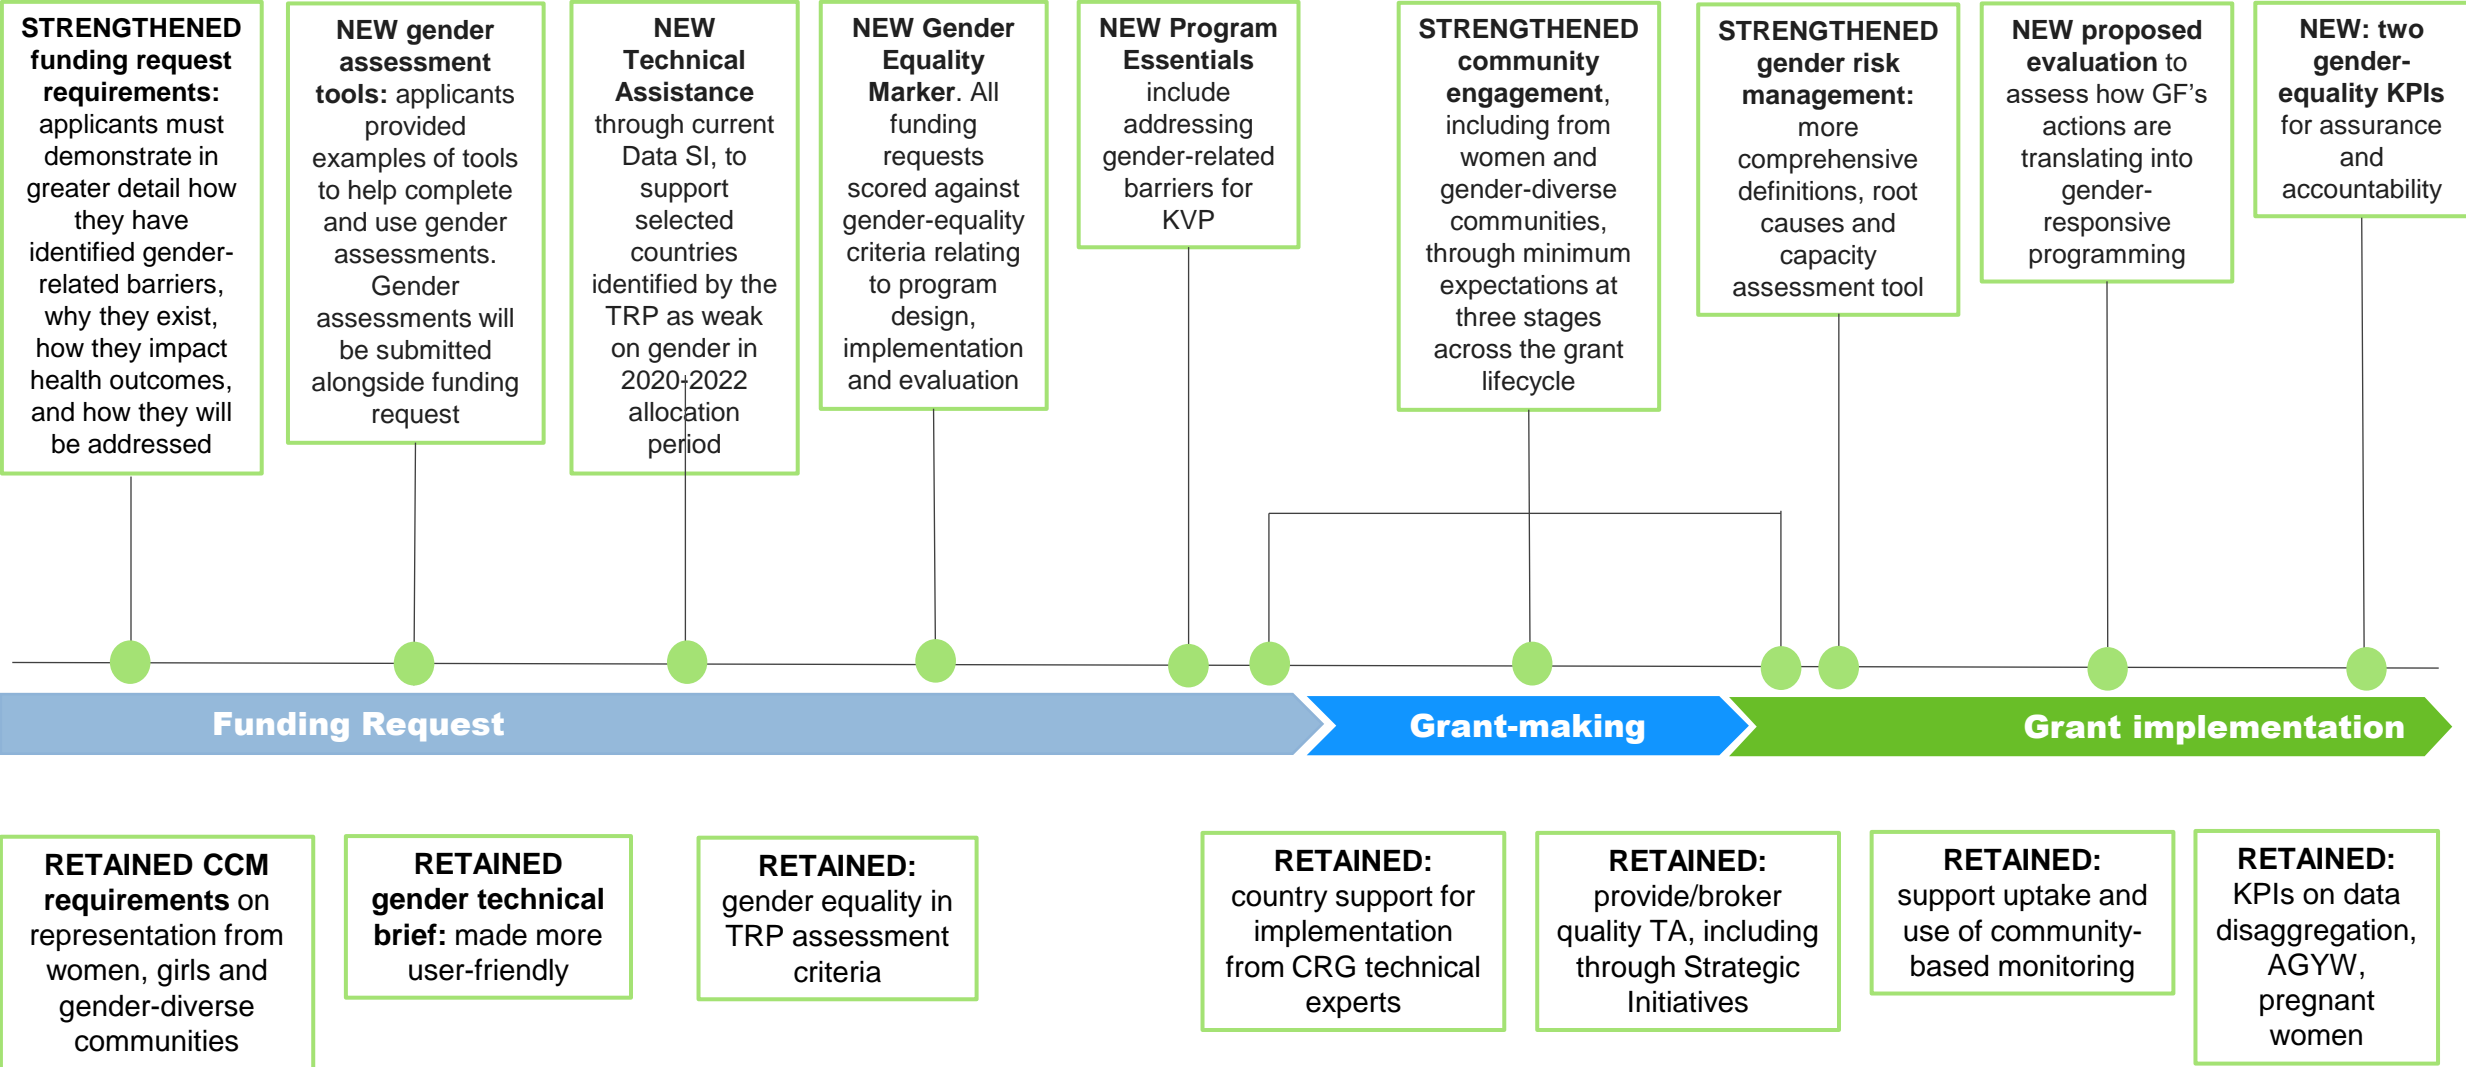 STRENGTHENED
funding request
requirements:
applicants must
demonstrate in
greater detail how
they have
identified gender-
related barriers,
why they exist,
how they impact
health outcomes,
and how they will
be addressed
NEW gender
assessment
tools: applicants
provided
examples of tools
to help complete
and use gender
assessments.
Gender
assessments will
be submitted
alongside funding
request
NEW
Technical
Assistance
through current
Data SI, to
support
selected
countries
identified by the
TRP as weak
on gender in
2020-2022
allocation
period
NEW Gender
Equality
Marker. All
funding
requests
scored against
gender-equality
criteria relating
to program
design,
implementation
and evaluation
NEW Program
Essentials
include
addressing
gender-related
barriers for
KVP
STRENGTHENED
community
engagement,
including from
women and
gender-diverse
communities,
through minimum
expectations at
three stages
across the grant
lifecycle
STRENGTHENED
gender risk
management:
more
comprehensive
definitions, root
causes and
capacity
assessment tool
NEW proposed
evaluation to
assess how GF's
actions are
translating into
gender-
responsive
programming
NEW: two
gender-
equality KPIs
for assurance
and
accountability
Funding Request
Grant-making
Grant implementation
RETAINED CCM
requirements on
representation from
women, girls and
gender-diverse
communities
RETAINED
gender technical
brief: made more
user-friendly
RETAINED:
gender equality in
TRP assessment
criteria
RETAINED:
country support for
implementation
from CRG technical
experts
RETAINED:
provide/broker
quality TA, including
through Strategic
Initiatives
RETAINED:
support uptake and
use of community-
based monitoring
RETAINED:
KPIs on data
disaggregation,
AGYW,
pregnant
women